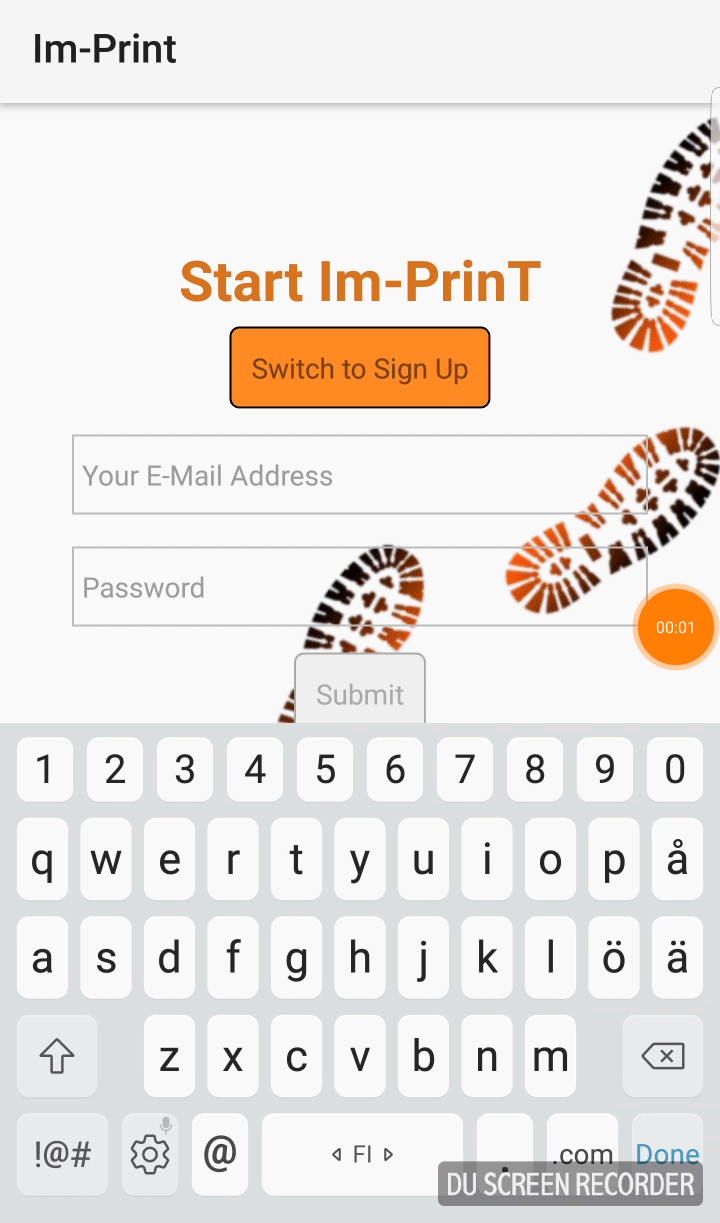 Im-Print
Start Im-PrinT
Switch to Sign Up
Your E-Mail Address
Password
00:01
Submit
1 2 3 4 5 6 7 8 9 0
q w e r t y u i o p å
a s d f g h j k l ö ä
z x c v b n m
!@# @ FI . .com Done
DU SCREEN RECORDER